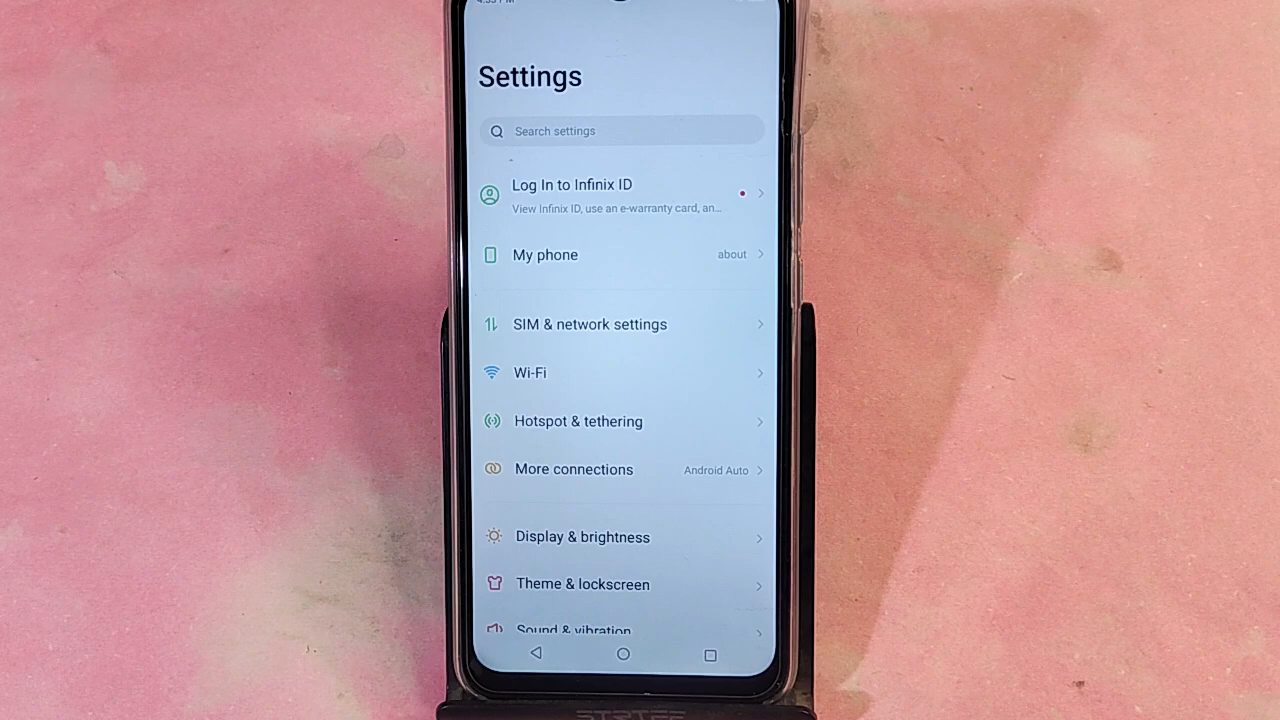 Settings
Search settings
Log In to Infinix ID
View Infinix ID, use an e-warranty card, an...
My phone
about
SIM & network settings
Wi-Fi
Hotspot & tethering
More connections
Android Auto
Display & brightness
Theme & lockscreen
Sound & vibration